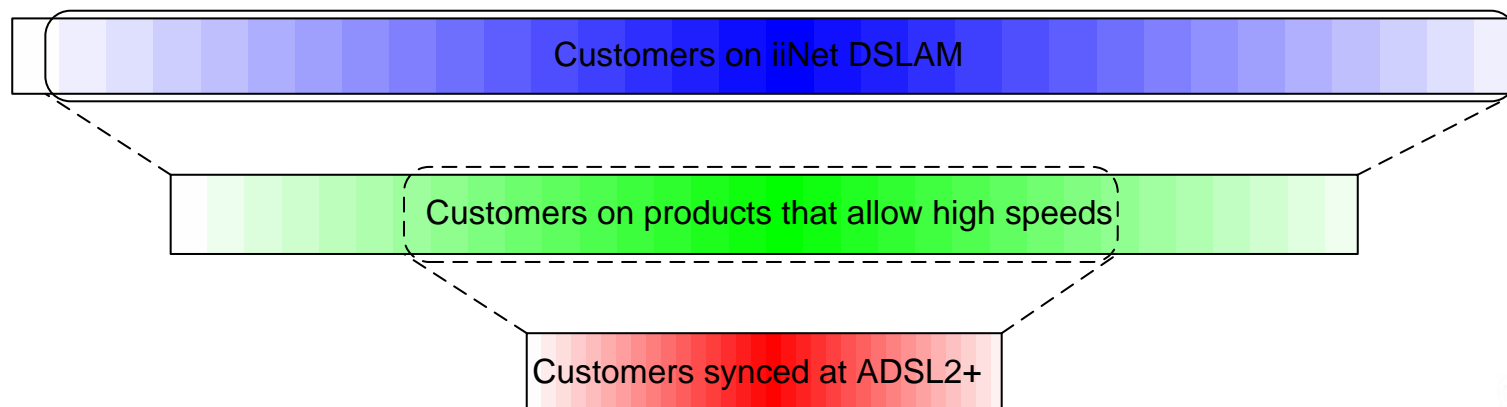 Customers on iiNet DSLAM
Customers on products that allow high speeds
Customers synced at ADSL2+